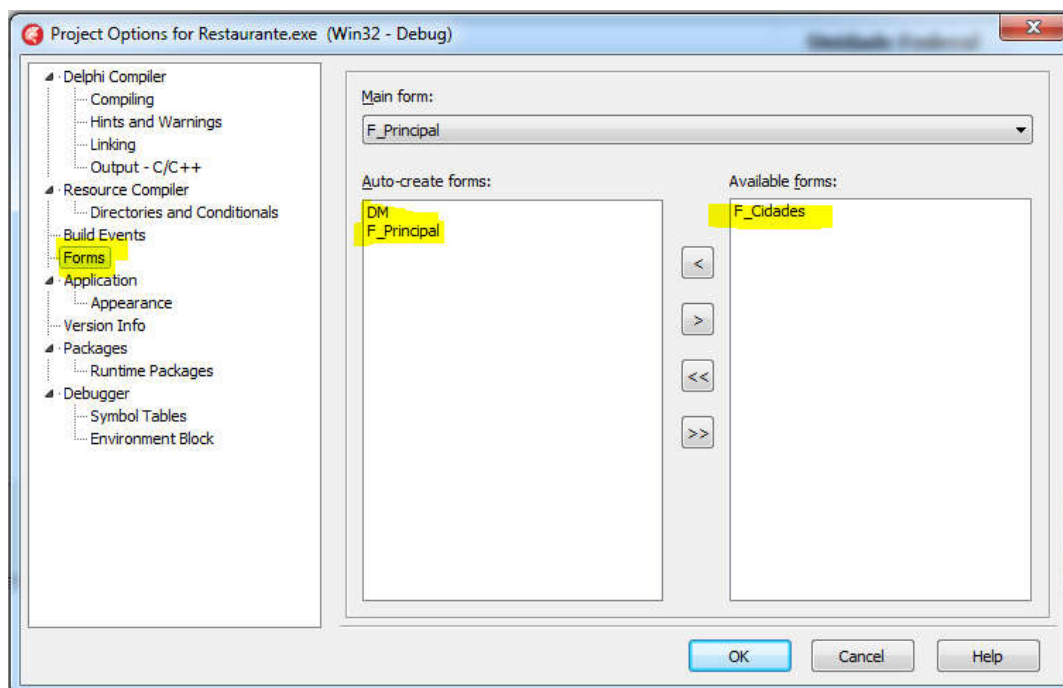 Project Options for Restaurante.exe (Win32 - Debug)
Delphi Compiler
Compiling
Hints and Warnings
Linking
Output - C/C++
Resource Compiler
Directories and Conditionals
Build Events
Forms
Application
Appearance
Version Info
Packages
Runtime Packages
Debugger
Symbol Tables
Environment Block
Main form:
F_Principal
Auto-create forms:
DM
F_Principal
<
>
<<
>>
Available forms:
F_Cidades
OK
Cancel
Help